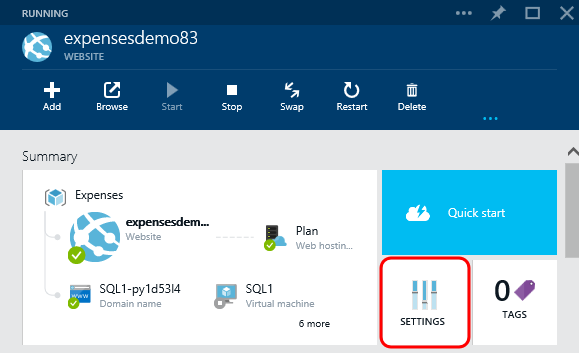 RUNNING
expensesdemo83
WEBSITE
Add Browse Start Stop Swap Restart Delete
Summary
Expenses
expensesdem...
Website
Plan
Web hostin...
SQL1-py1d53l4
Domain name
www
SQL1
Virtual machine
6 more
Quick start
SETTINGS
0
TAGS